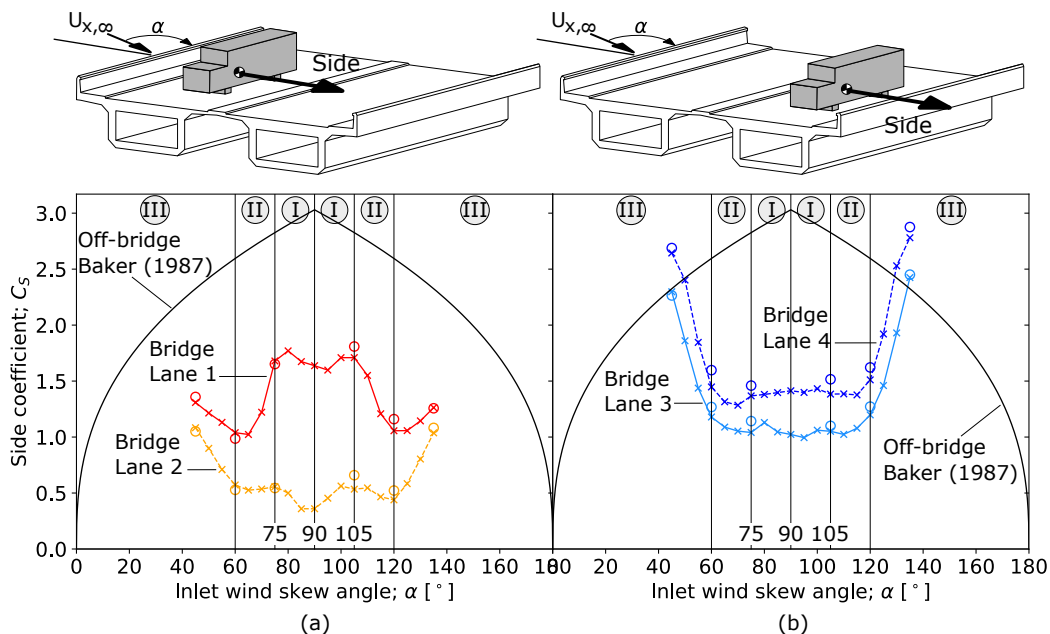 U x,∞
α
Side
U x,∞
α
Side
III
II
I
I
II
III
III
II
I
I
II
III
3.0
2.5
2.0
1.5
1.0
0.5
0.0
Side coefficient; C_S
Off-bridge
Baker (1987)
Bridge
Lane 1
Bridge
Lane 2
75
90
105
Bridge
Lane 4
Bridge
Lane 3
Off-bridge
Baker (1987)
75
90
105
0
20
40
60
80
100
120
140
160
180
0
20
40
60
80
100
120
140
160
180
Inlet wind skew angle; α [°]
Inlet wind skew angle; α [°]
(a)
(b)